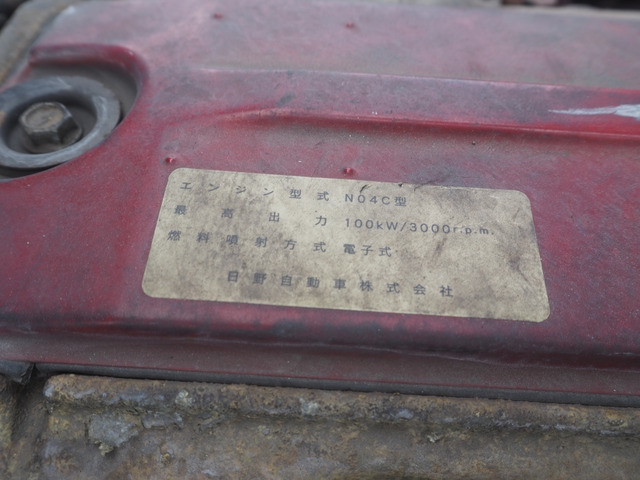 エンジン型式 N04C型
最高出力 100kW/3000r.p.m.
燃料噴射方式 電子式
日野自動車株式会社